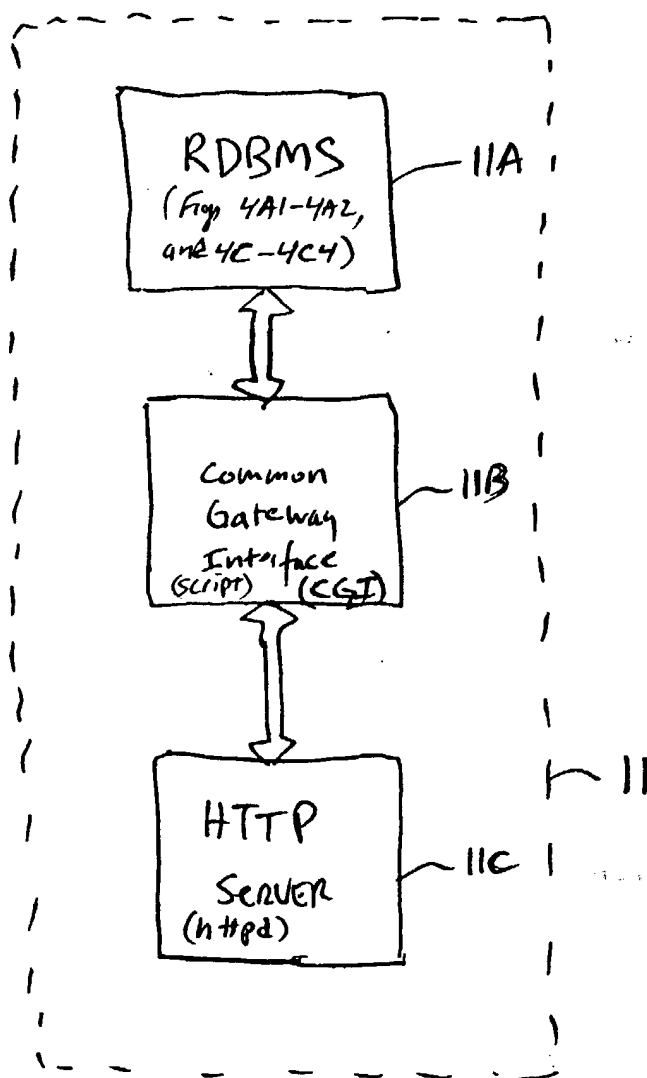 RDBMS
11A
(Figs 4A1-4A2,
and 4C-4C4)
Common
11B
Gateway
Interface
(script) (CGI)
11
HTTP
11C
SERVER
(httpd)